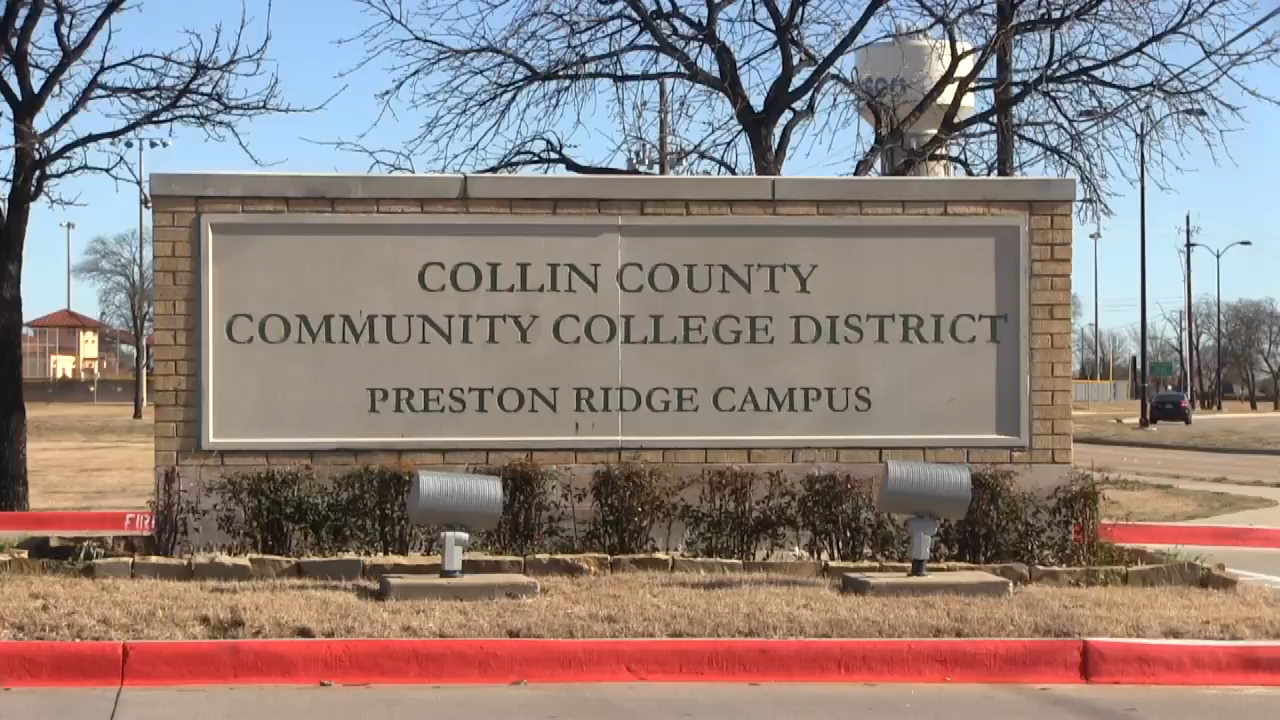 COLLIN COUNTY
COMMUNITY COLLEGE DISTRICT
PRESTON RIDGE CAMPUS